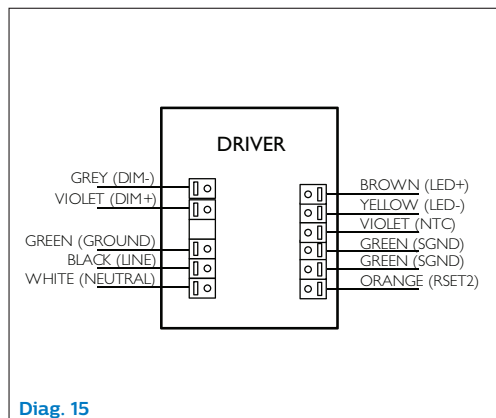 DRIVER
GREY (DIM-)
VIOLET (DIM+)
GREEN (GROUND)
BLACK (LINE)
WHITE (NEUTRAL)
BROWN (LED+)
YELLOW (LED-)
VIOLET (NTC)
GREEN (SGND)
GREEN (SGND)
ORANGE (RSET2)
Diag. 15